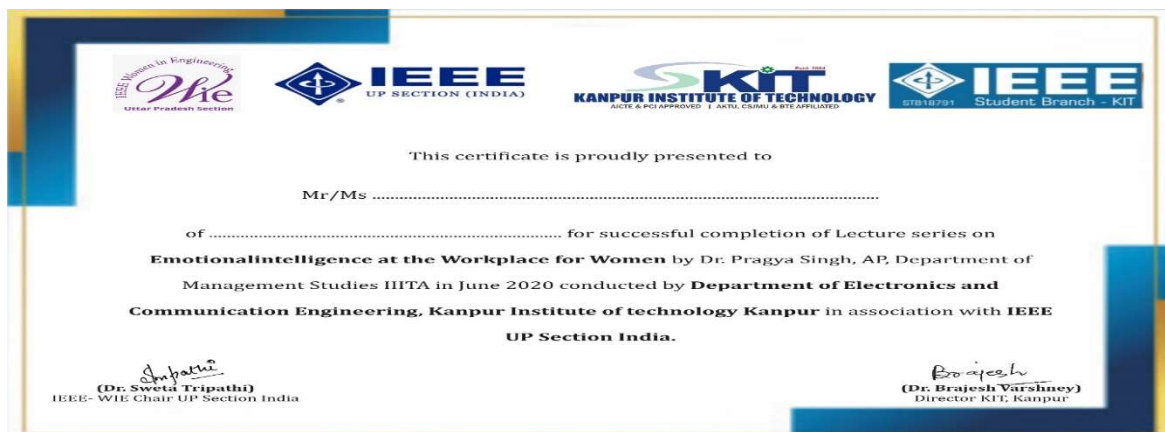 IEEE Women in Engineering
Wie
Uttar Pradesh Section
IEEE
UP SECTION (INDIA)
KIT
KANPUR INSTITUTE OF TECHNOLOGY
AICTE & PCI APPROVED | AKTU, CSJMU & BTE AFFILIATED
IEEE
STB18791 Student Branch - KIT
This certificate is proudly presented to
Mr/Ms ....................................................................................................
of .................................................................... for successful completion of Lecture series on
Emotionalintelligence at the Workplace for Women by Dr. Pragya Singh, AP, Department of
Management Studies IIITA in June 2020 conducted by Department of Electronics and
Communication Engineering, Kanpur Institute of technology Kanpur in association with IEEE
UP Section India.
(Dr. Sweta Tripathi)
IEEE- WIE Chair UP Section India
Brajesh
(Dr. Brajesh Varshney)
Director KIT, Kanpur